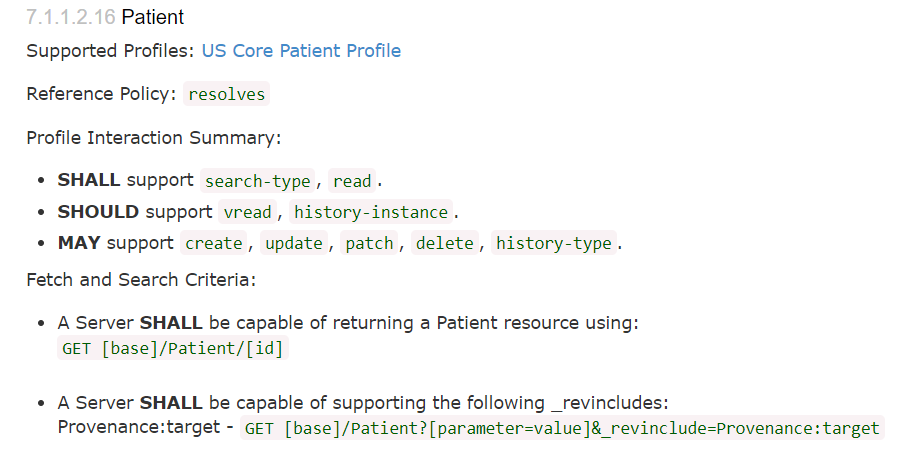 7.1.1.2.16 Patient
Supported Profiles: US Core Patient Profile
Reference Policy: resolves
Profile Interaction Summary:
• SHALL support search-type, read.
• SHOULD support vread, history-instance.
• MAY support create, update, patch, delete, history-type.
Fetch and Search Criteria:
• A Server SHALL be capable of returning a Patient resource using:
GET [base]/Patient/[id]
• A Server SHALL be capable of supporting the following _revincludes:
Provenance:target - GET [base]/Patient?[parameter=value]&_revinclude=Provenance:target